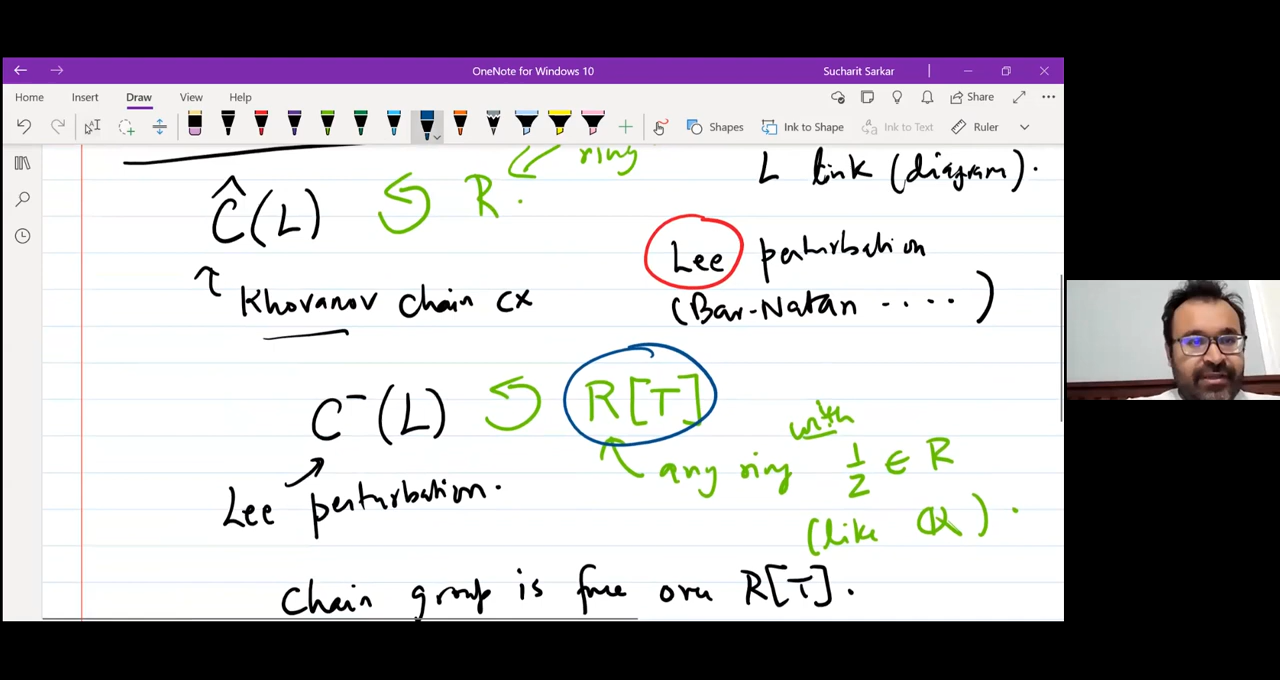 OneNote for Windows 10
Sucharit Sarkar
Home Insert Draw View Help
Share
Shapes Ink to Shape Ink to Text Ruler
ring
Ĉ(L) R.
L link (diagram).
Lee perturbation
Khovanov chain cx
(Bar-Natan ....)
C⁻(L) R[T]
with
any ring 1/2 ∈ R
Lee perturbation.
(like Q).
Chain group is free over R[T].